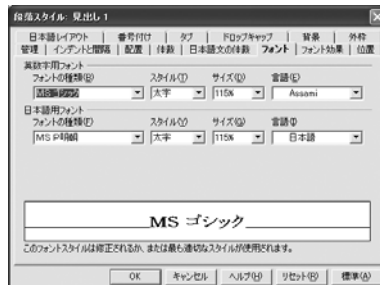 段落スタイル: 見出し 1
日本語レイアウト 番号付け タブ ドロップキャップ 背景 外枠
管理 インデントと間隔 配置 体裁 日本語文の体裁 フォント フォント効果 位置
英数字用フォント
フォントの種類(B) スタイル(T) サイズ(D) 言語(E)
MS ゴシック 太字 115% Assami
日本語用フォント
フォントの種類(F) スタイル(Y) サイズ(Q) 言語(I)
MS P明朝 太字 115% 日本語
MS ゴシック
このフォントスタイルは修正されるか、または最も適切なスタイルが使用されます。
OK キャンセル ヘルプ(H) リセット(R) 標準(A)